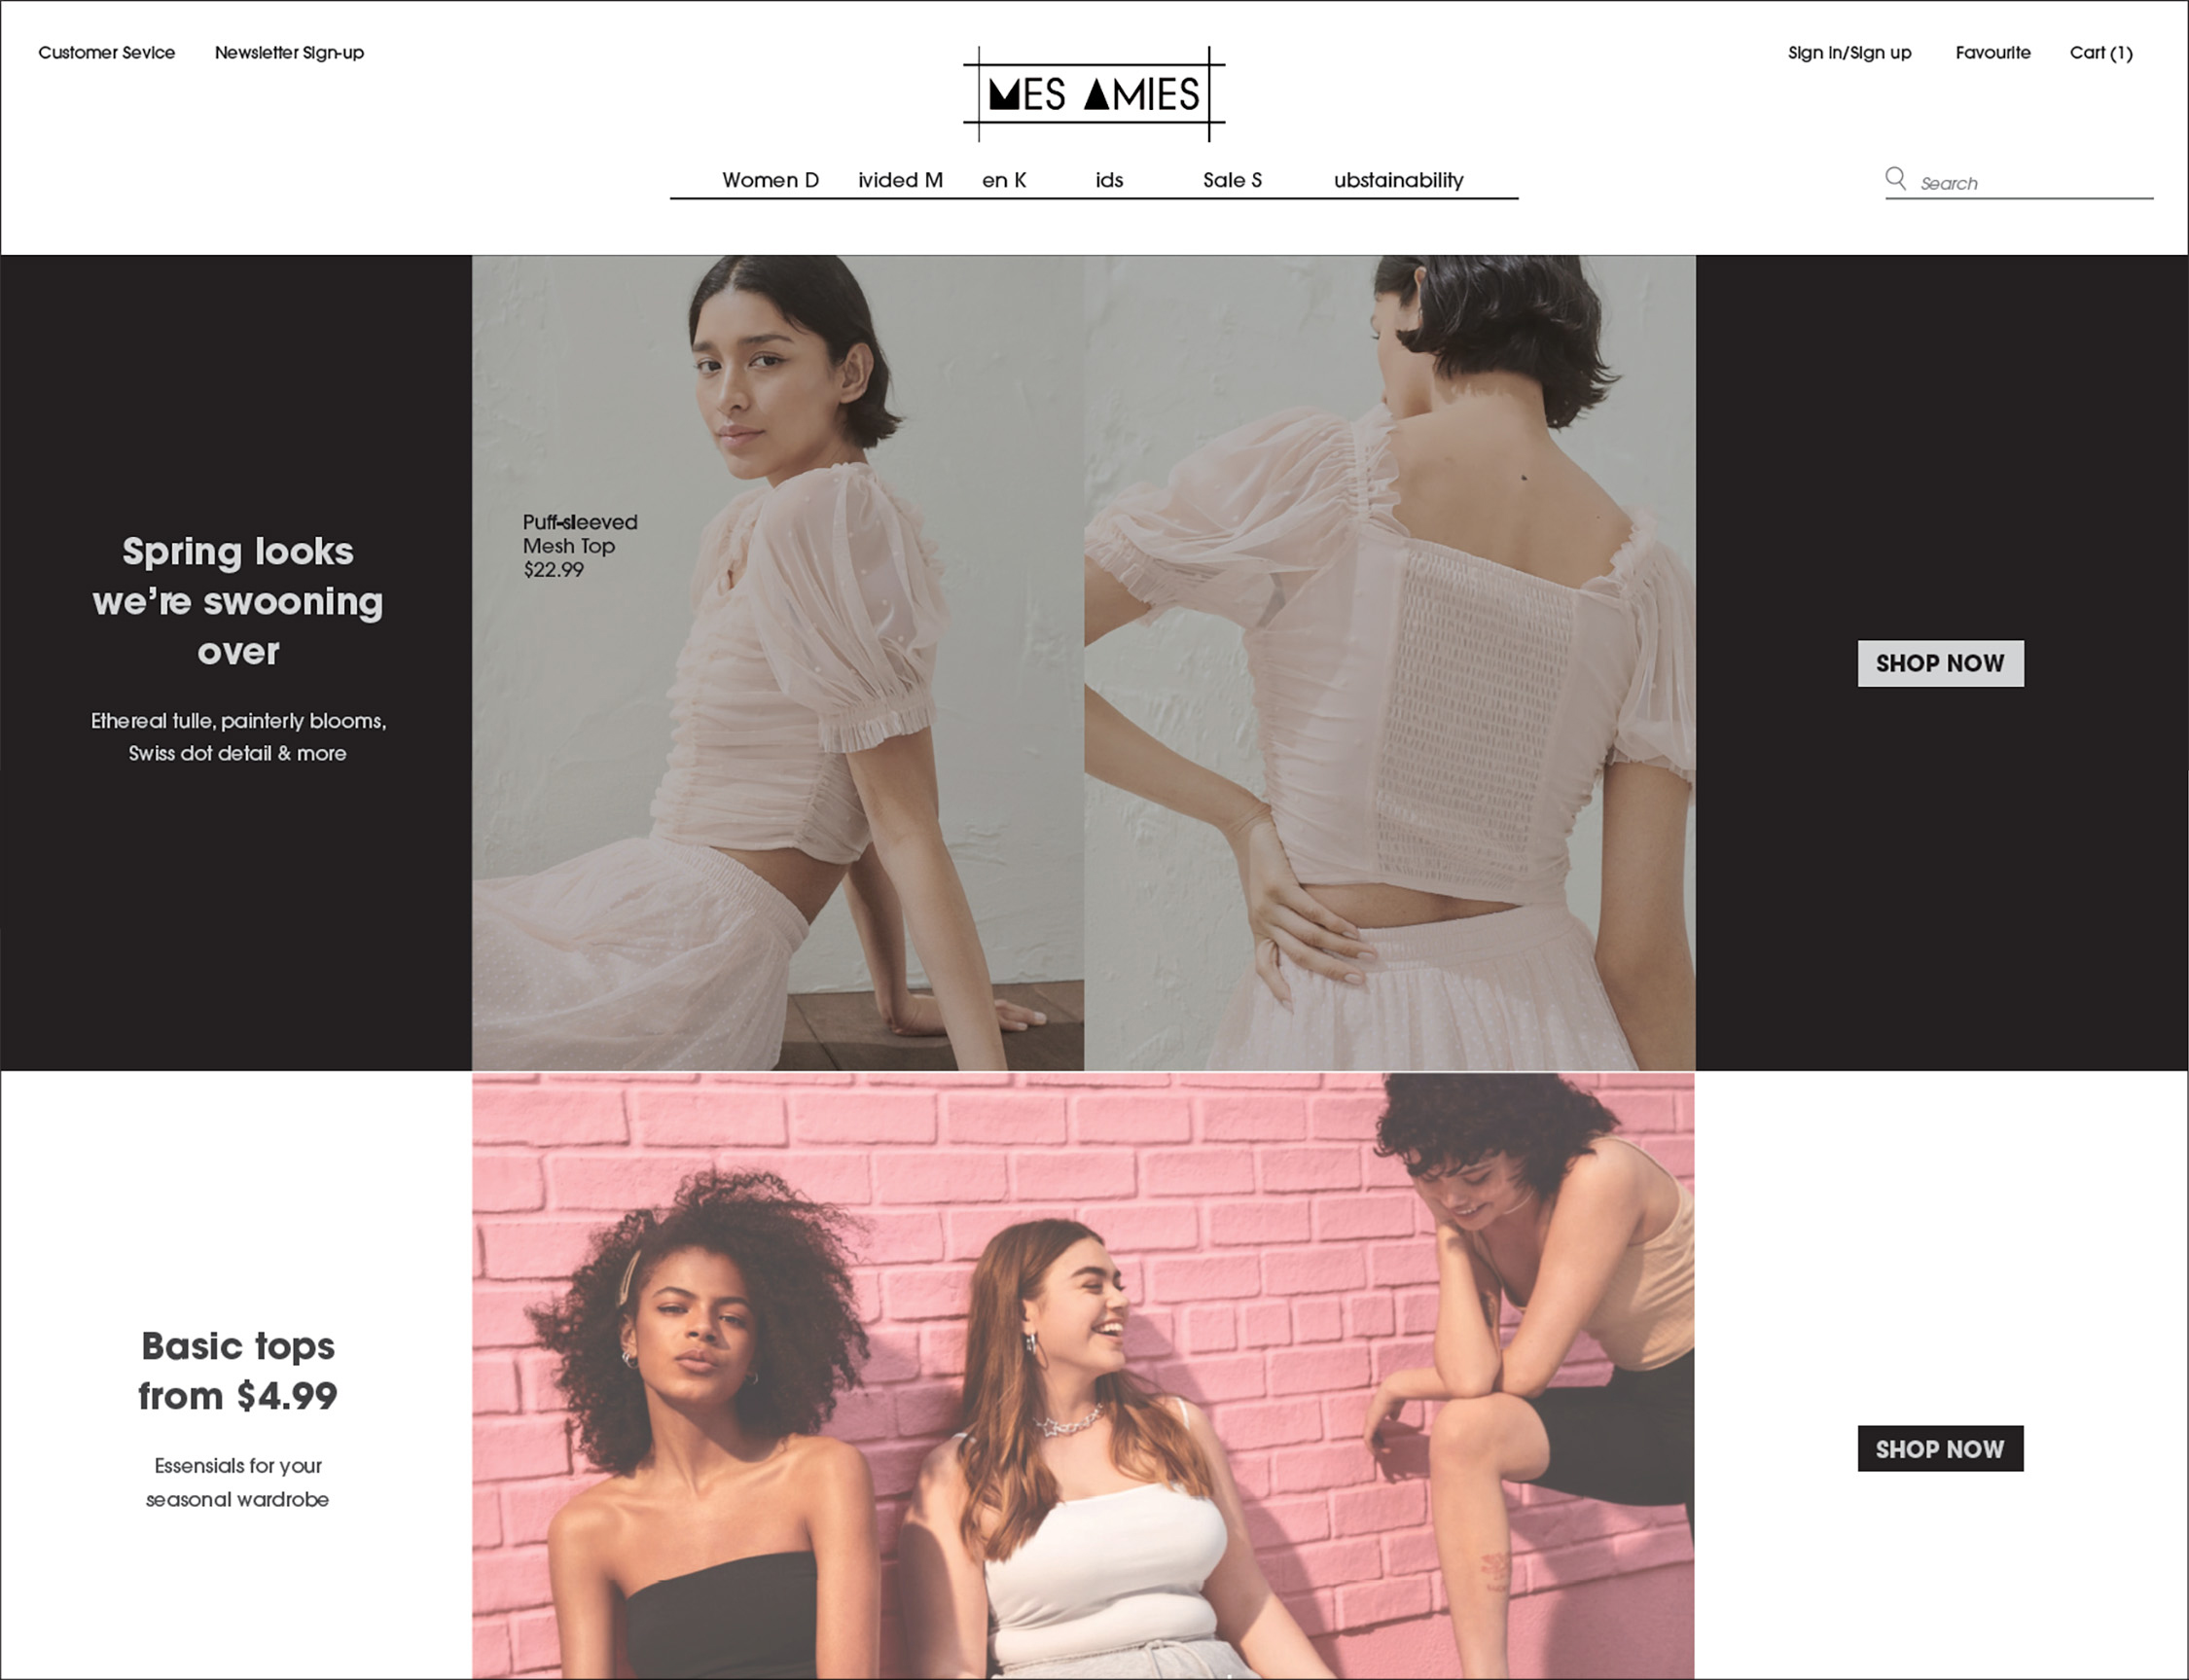 Customer Sevice Newsletter Sign-up
MES AMIES
Sign in/Sign up Favourite Cart (1)
Women D ivided M en K ids Sale S ubstainability
Search
Spring looks
we're swooning
over
Ethereal tulle, painterly blooms,
Swiss dot detail & more
Puff-sleeved
Mesh Top
$22.99
SHOP NOW
Basic tops
from $4.99
Essensials for your
seasonal wardrobe
SHOP NOW